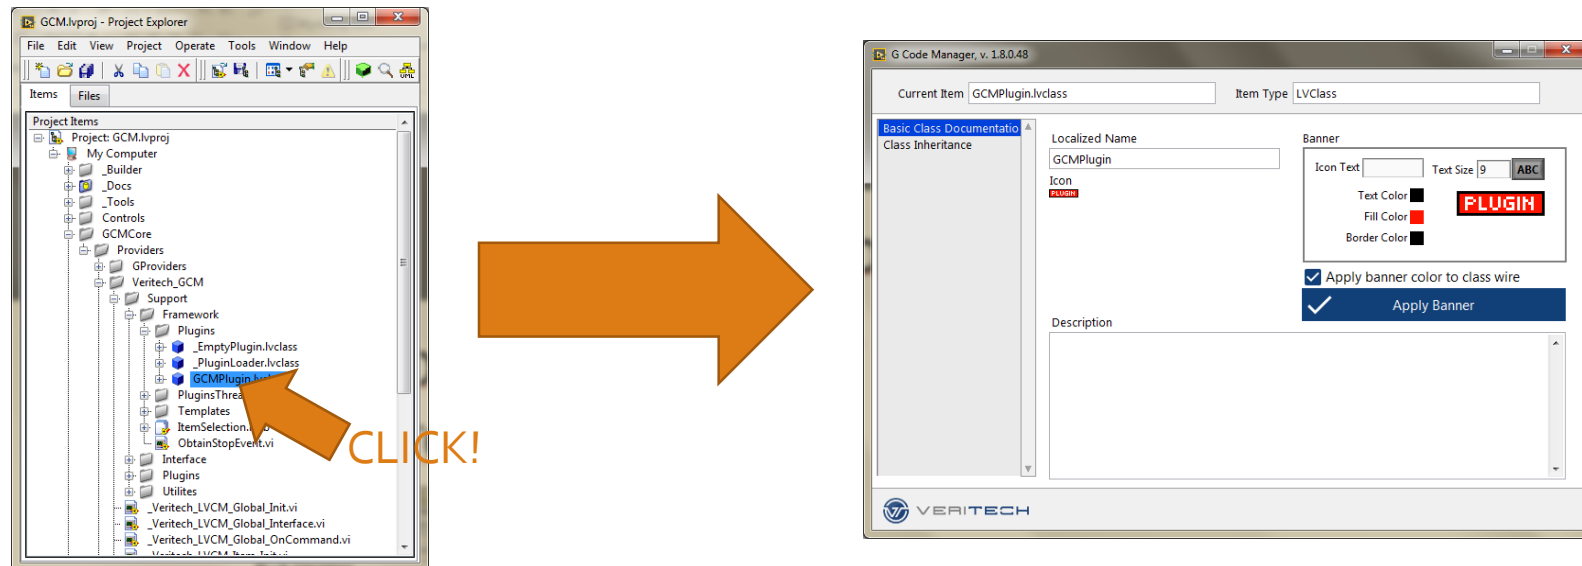 GCM.lvproj - Project Explorer
File Edit View Project Operate Tools Window Help
Items Files
Project Items
Project: GCM.lvproj
My Computer
_Builder
_Docs
_Tools
Controls
GCMCore
Providers
GProviders
Veritech_GCM
Support
Framework
Plugins
_EmptyPlugin.lvclass
_PluginLoader.lvclass
GCMPlugin
PluginsThre
Templates
ItemSelection.
ObtainStopEvent.vi
Interface
Plugins
Utilites
_Veritech_LVCM_Global_Init.vi
_Veritech_LVCM_Global_Interface.vi
_Veritech_LVCM_Global_OnCommand.vi
_Veritech_LVCM_Item_Init.vi
CLICK!
G Code Manager, v. 1.8.0.48
Current Item GCMPlugin.lvclass Item Type LVClass
Basic Class Documentatio
Class Inheritance
Localized Name
GCMPlugin
Icon
PLUGIN
Banner
Icon Text Text Size 9 ABC
Text Color
PLUGIN
Fill Color
Border Color
Apply banner color to class wire
Apply Banner
Description
VERITECH